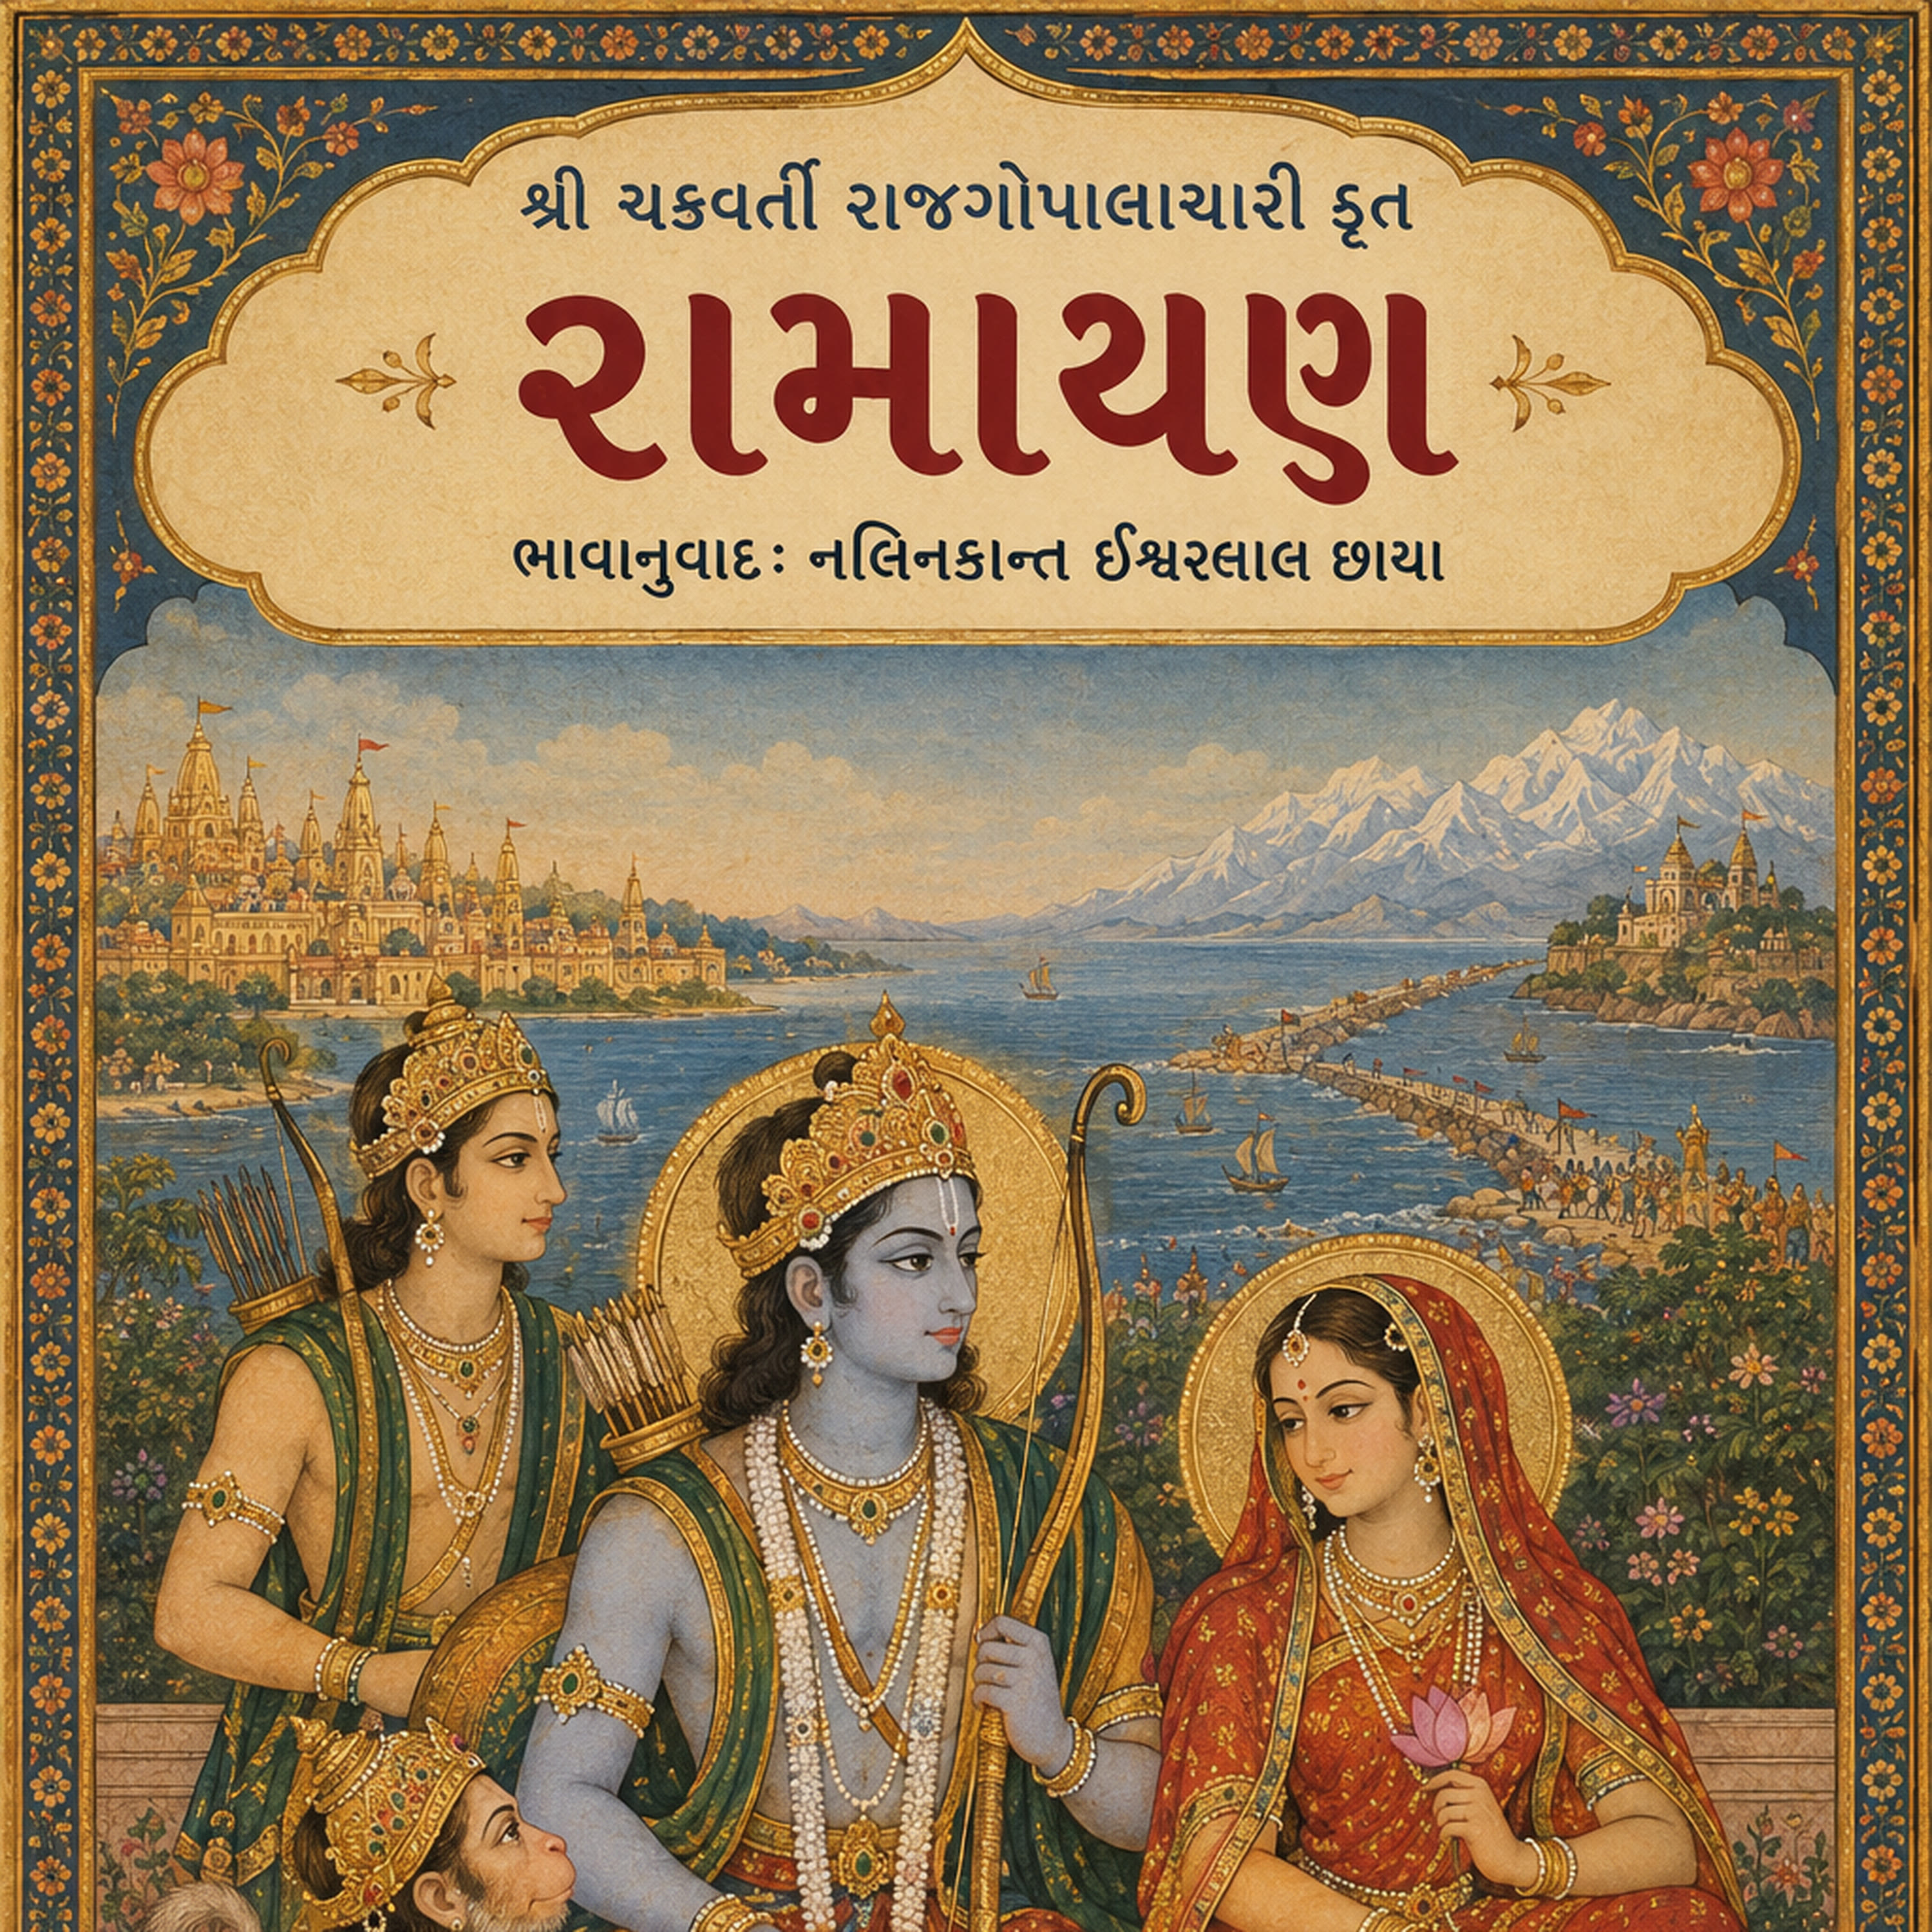 શ્રી ચક્રવર્તી રાજગોપાલાચારી કૃત
રામાયણ
ભાવાનુવાદ: નલિનકાન્ત ઈશ્વરલાલ છાયા